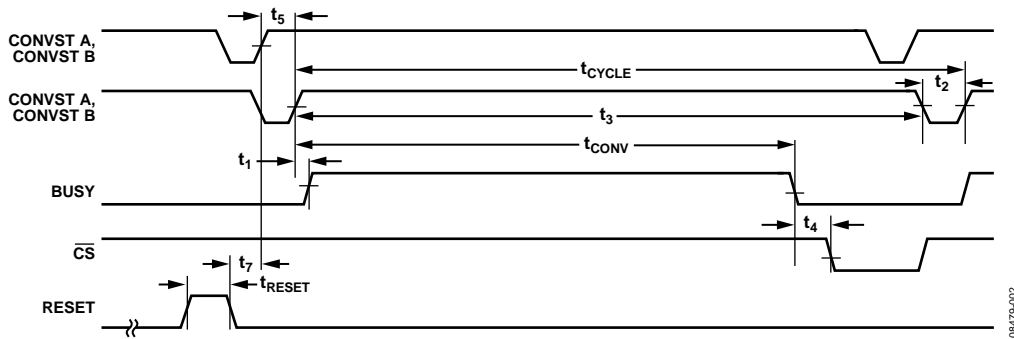 t5
CONVST A,
CONVST B
tCYCLE
t2
CONVST A,
CONVST B
t3
tCONV
t1
BUSY
t4
CS
t7
tRESET
RESET
08479-002